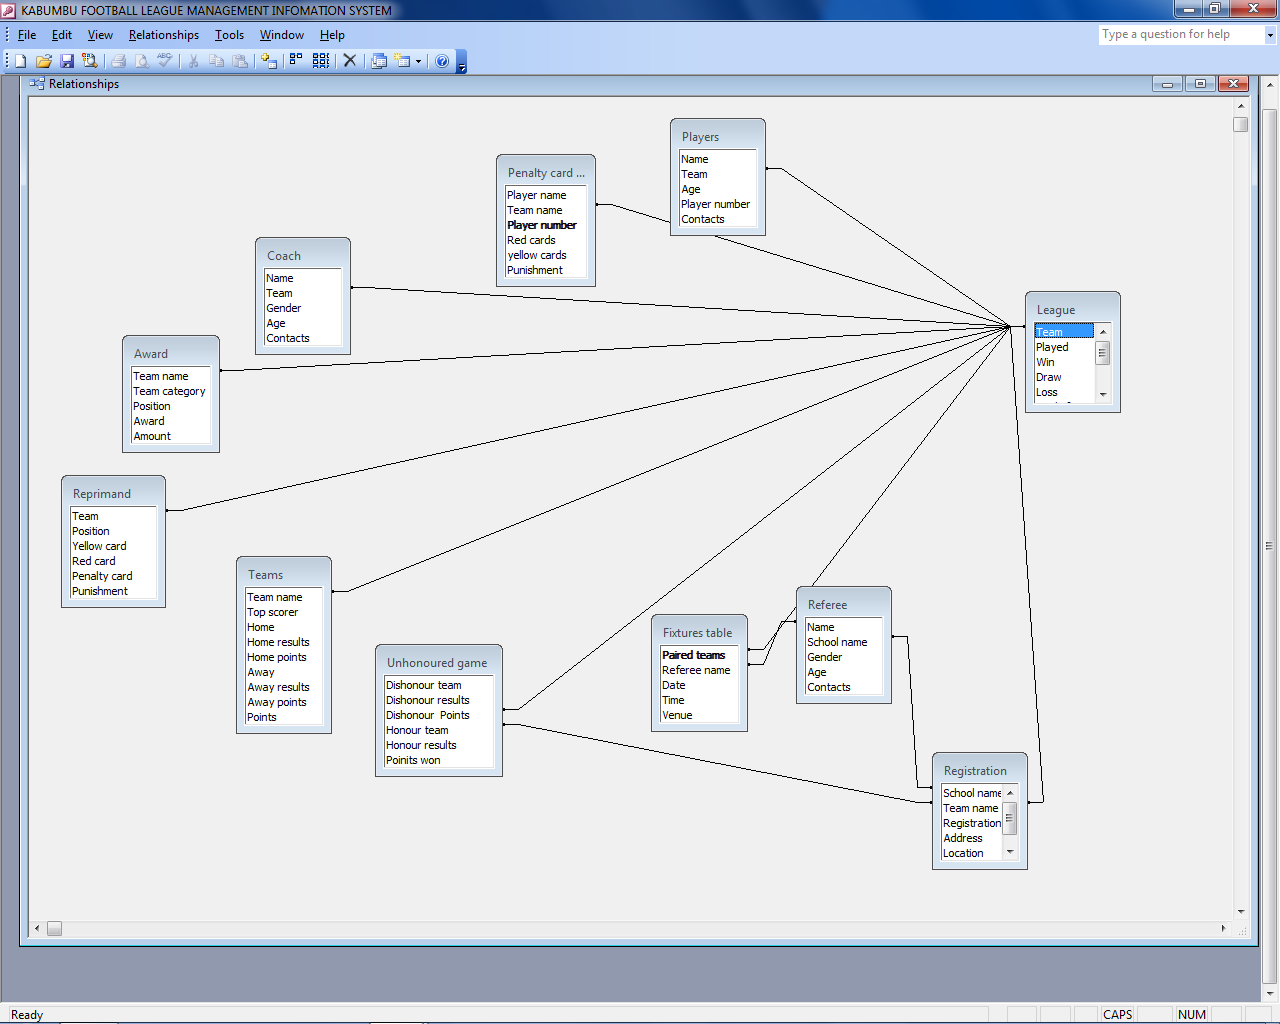 KABUMBU FOOTBALL LEAGUE MANAGEMENT INFOMATION SYSTEM
File Edit View Relationships Tools Window Help
Type a question for help
Relationships
Players
Name
Team
Age
Player number
Contacts
Penalty card ...
Player name
Team name
Player number
Red cards
yellow cards
Punishment
Coach
Name
Team
Gender
Age
Contacts
League
Team
Played
Win
Draw
Loss
Award
Team name
Team category
Position
Award
Amount
Reprimand
Team
Position
Yellow card
Red card
Penalty card
Punishment
Teams
Team name
Top scorer
Home
Home results
Home points
Away
Away results
Away points
Points
Unhonoured game
Dishonour team
Dishonour results
Dishonour Points
Honour team
Honour results
Poinits won
Fixtures table
Paired teams
Referee name
Date
Time
Venue
Referee
Name
School name
Gender
Age
Contacts
Registration
School name
Team name
Registration
Address
Location
Ready
CAPS NUM